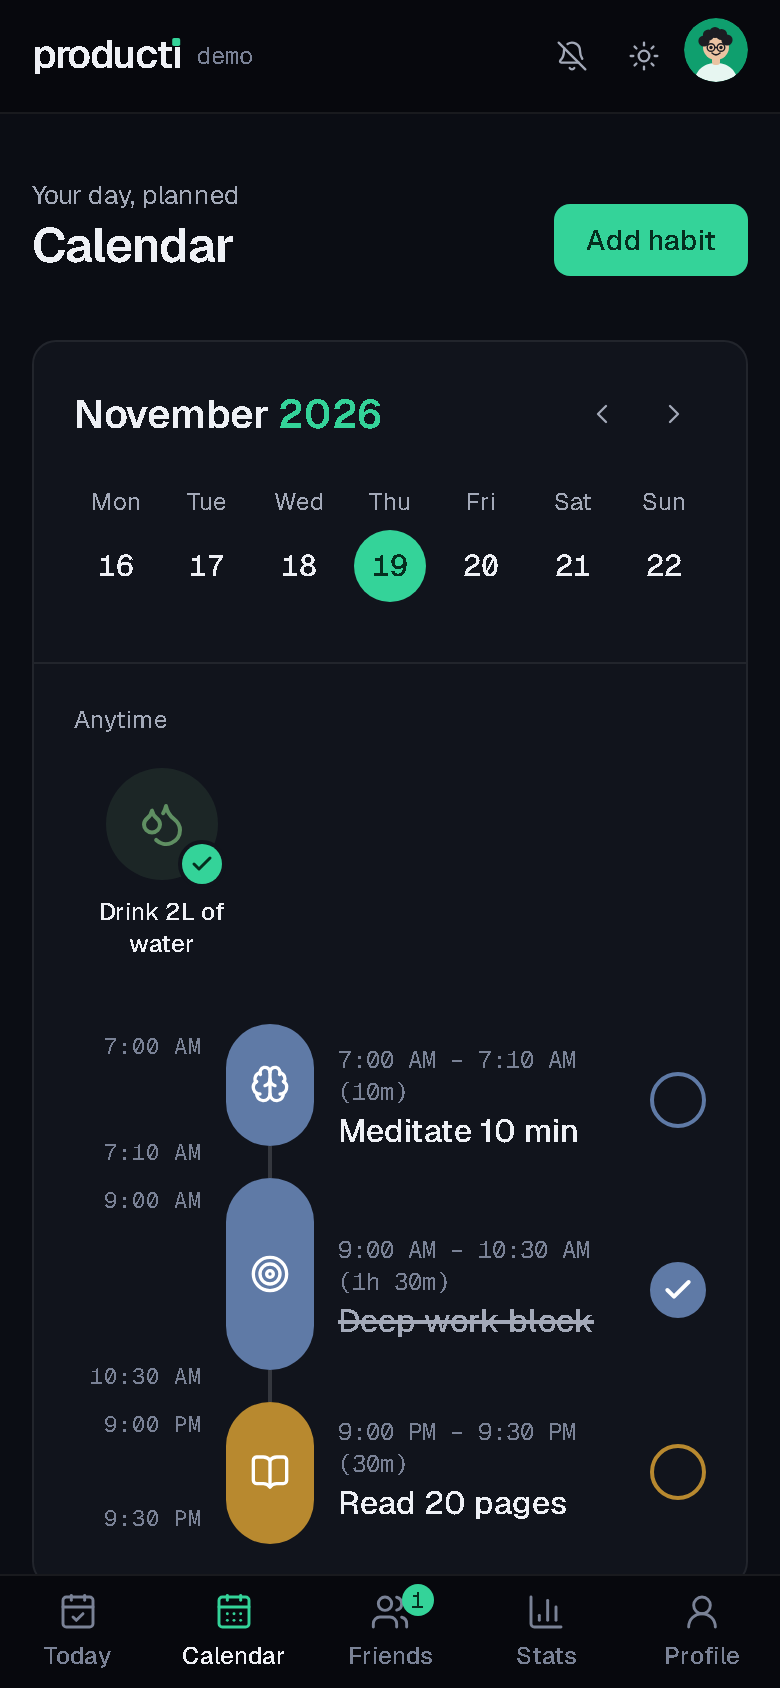 producti demo
Your day, planned
Calendar
Add habit
November 2026
Mon Tue Wed Thu Fri Sat Sun
16 17 18 19 20 21 22
Anytime
Drink 2L of
water
7:00 AM
7:00 AM – 7:10 AM
(10m)
Meditate 10 min
7:10 AM
9:00 AM
9:00 AM – 10:30 AM
(1h 30m)
Deep work block
10:30 AM
9:00 PM
9:00 PM – 9:30 PM
(30m)
Read 20 pages
9:30 PM
1
Today Calendar Friends Stats Profile